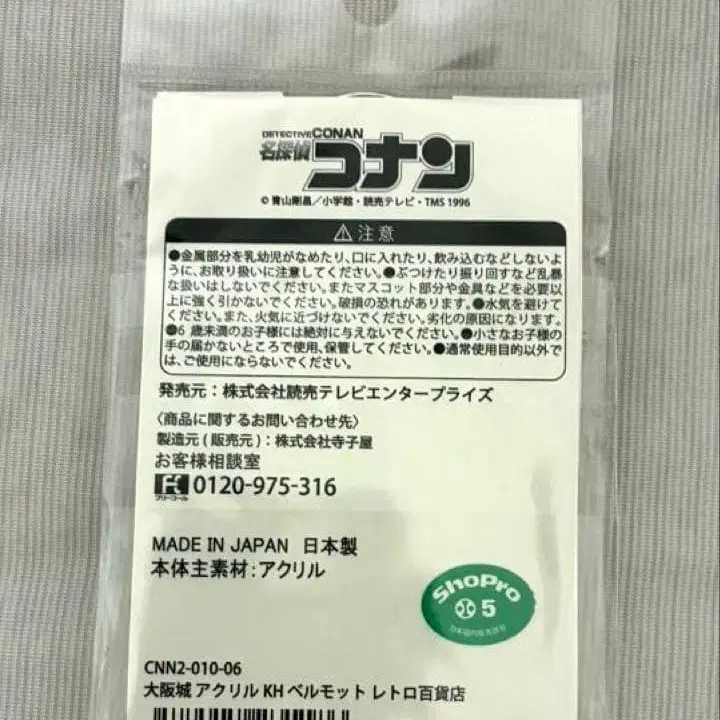 DETECTIVE CONAN
名探偵コナン
© 青山剛昌／小学館・読売テレビ・TMS 1996
⚠ 注意
●金属部分を乳幼児がなめたり、口に入れたり、飲み込むなどしないよ
うに、お取り扱いに注意してください。●ぶつけたり振り回すなど乱暴
な扱いはしないでください。またマスコット部分や金具などを必要以
上に強く引かないでください。破損の恐れがあります。●水気を避けて
ください。また、火気に近づけないでください。劣化の原因になります。
●6 歳未満のお子様には絶対に与えないでください。●小さなお子様の
手の届かないところで使用、保管してください。●通常使用目的以外で
は、ご使用にならないでください。
発売元：株式会社読売テレビエンタープライズ
〈商品に関するお問い合わせ先〉
製造元（販売元）：株式会社寺子屋
お客様相談室
フリーコール 0120-975-316
MADE IN JAPAN 日本製
本体主素材：アクリル
ShoPro
5
日本国内販売許可
CNN2-010-06
大阪城 アクリル KH ベルモット レトロ百貨店